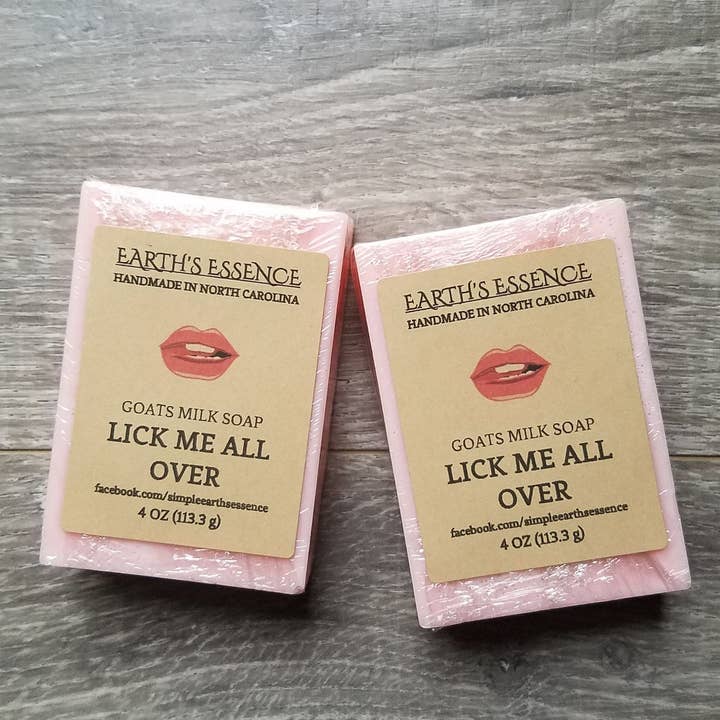 EARTH'S ESSENCE
HANDMADE IN NORTH CAROLINA
GOATS MILK SOAP
LICK ME ALL
OVER
facebook.com/simpleearthsessence
4 OZ (113.3 g)
EARTH'S ESSENCE
HANDMADE IN NORTH CAROLINA
GOATS MILK SOAP
LICK ME ALL
OVER
facebook.com/simpleearthsessence
4 OZ (113.3 g)